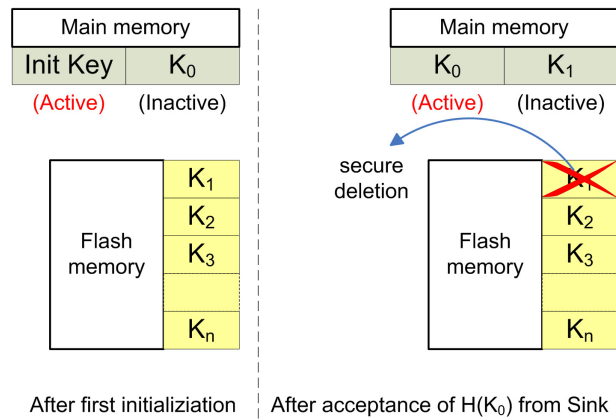 Main memory
Init Key K₀
(Active) (Inactive)
Flash
memory
K₁
K₂
K₃
Kₙ
After first initializiation
Main memory
K₀ K₁
(Active) (Inactive)
secure
deletion
Flash
memory
K₁
K₂
K₃
Kₙ
After acceptance of H(K₀) from Sink